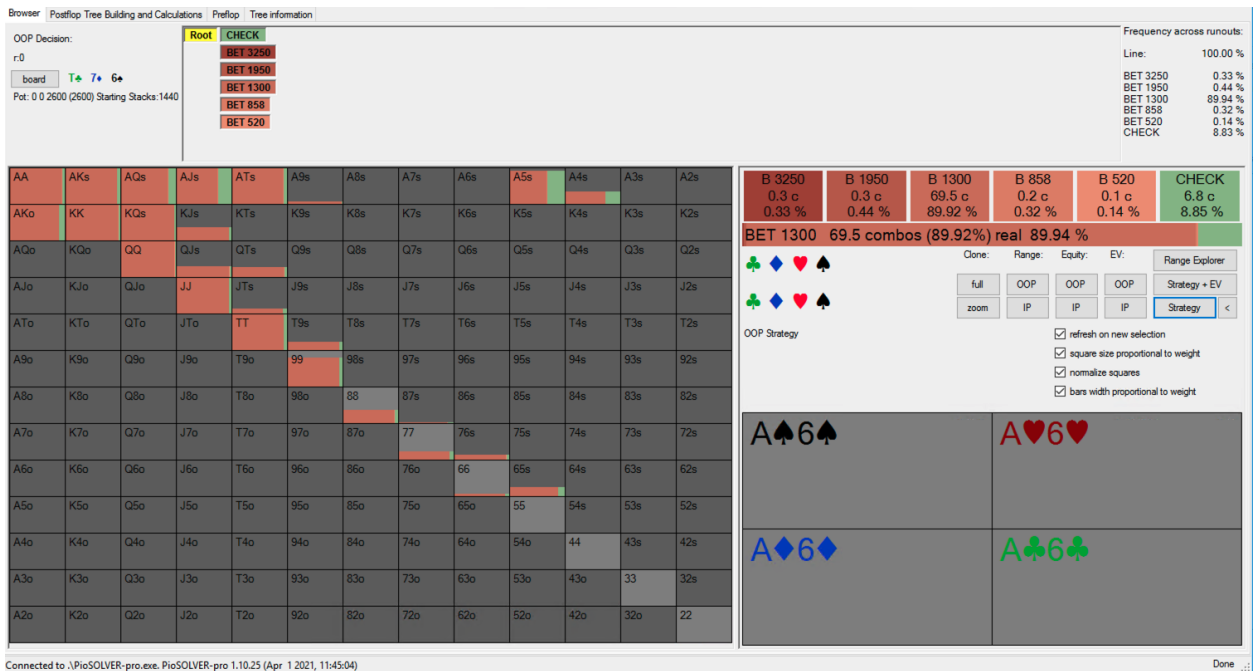 Browser Postflop Tree Building and Calculations Preflop Tree information
OOP Decision:
r:0
board T♣ 7♦ 6♠
Pot: 0 0 2600 (2600) Starting Stacks:1440
Root CHECK
BET 3250
BET 1950
BET 1300
BET 858
BET 520
Frequency across runouts:
Line: 100.00 %
BET 3250 0.33 %
BET 1950 0.44 %
BET 1300 89.94 %
BET 858 0.32 %
BET 520 0.14 %
CHECK 8.83 %
AA AKs AQs AJs ATs A9s A8s A7s A6s A5s A4s A3s A2s
AKo KK KQs KJs KTs K9s K8s K7s K6s K5s K4s K3s K2s
AQo KQo QQ QJs QTs Q9s Q8s Q7s Q6s Q5s Q4s Q3s Q2s
AJo KJo QJo JJ JTs J9s J8s J7s J6s J5s J4s J3s J2s
ATo KTo QTo JTo TT T9s T8s T7s T6s T5s T4s T3s T2s
A9o K9o Q9o J9o T9o 99 98s 97s 96s 95s 94s 93s 92s
A8o K8o Q8o J8o T8o 98o 88 87s 86s 85s 84s 83s 82s
A7o K7o Q7o J7o T7o 97o 87o 77 76s 75s 74s 73s 72s
A6o K6o Q6o J6o T6o 96o 86o 76o 66 65s 64s 63s 62s
A5o K5o Q5o J5o T5o 95o 85o 75o 65o 55 54s 53s 52s
A4o K4o Q4o J4o T4o 94o 84o 74o 64o 54o 44 43s 42s
A3o K3o Q3o J3o T3o 93o 83o 73o 63o 53o 43o 33 32s
A2o K2o Q2o J2o T2o 92o 82o 72o 62o 52o 42o 32o 22
B 3250 B 1950 B 1300 B 858 B 520 CHECK
0.3 c 0.3 c 69.5 c 0.2 c 0.1 c 6.8 c
0.33 % 0.44 % 89.92 % 0.32 % 0.14 % 8.85 %
BET 1300 69.5 combos (89.92%) real 89.94 %
♣ ♦ ♥ ♠
♣ ♦ ♥ ♠
Clone: Range: Equity: EV: Range Explorer
full OOP OOP OOP Strategy + EV
zoom IP IP IP Strategy <
OOP Strategy
refresh on new selection
square size proportional to weight
normalize squares
bars width proportional to weight
A♠6♠ A♥6♥
A♦6♦ A♣6♣
Connected to .\PioSOLVER-pro.exe. PioSOLVER-pro 1.10.25 (Apr 1 2021, 11:45:04) Done